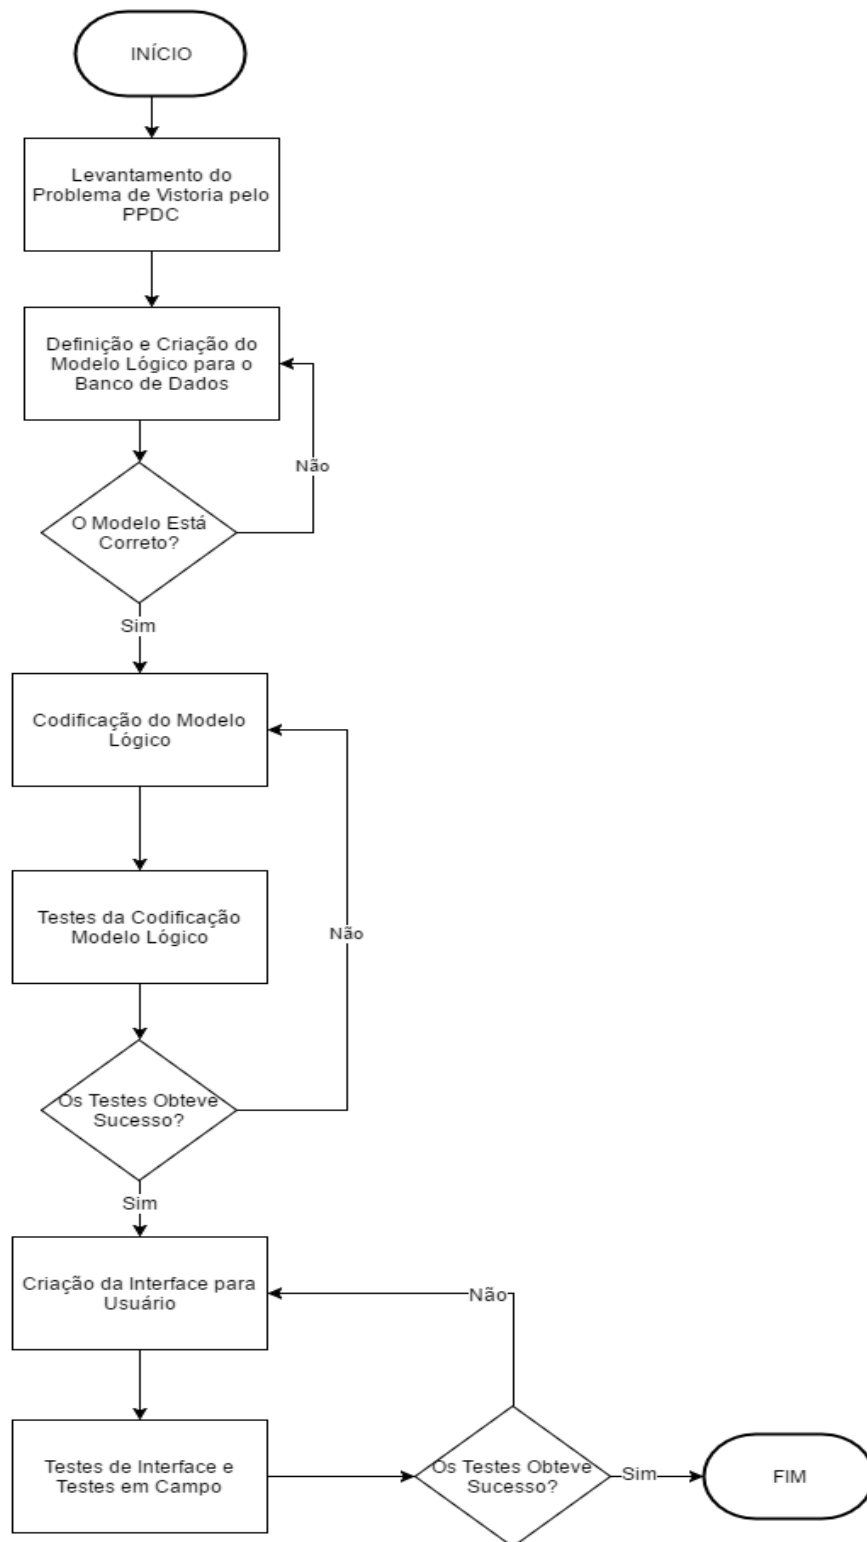 INÍCIO
Levantamento do
Problema de Vistoria pelo
PPDC
Definição e Criação do
Modelo Lógico para o
Banco de Dados
Não
O Modelo Está
Correto?
Sim
Codificação do Modelo
Lógico
Testes da Codificação
Modelo Lógico
Não
Os Testes Obteve
Sucesso?
Sim
Criação da Interface para
Usuário
Não
Testes de Interface e
Testes em Campo
Os Testes Obteve
Sucesso?
Sim
FIM